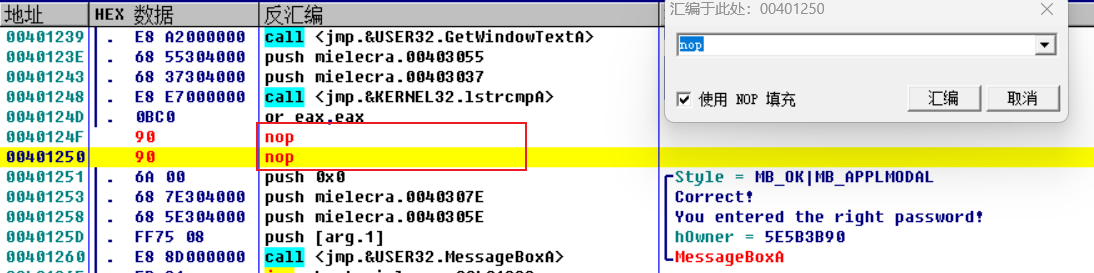 地址 HEX 数据 反汇编
00401239 . E8 A2000000 call <jmp.&USER32.GetWindowTextA>
0040123E . 68 55304000 push mielecra.00403055
00401243 . 68 37304000 push mielecra.00403037
00401248 . E8 E7000000 call <jmp.&KERNEL32.lstrcmpA>
0040124D . 0BC0 or eax,eax
0040124F 90 nop
00401250 90 nop
00401251 . 6A 00 push 0x0 Style = MB_OK|MB_APPLMODAL
00401253 . 68 7E304000 push mielecra.0040307E Correct!
00401258 . 68 5E304000 push mielecra.0040305E You entered the right password!
0040125D . FF75 08 push [arg.1] hOwner = 5E5B3B90
00401260 . E8 8D000000 call <jmp.&USER32.MessageBoxA> MessageBoxA
汇编于此处：00401250
nop
使用 NOP 填充
汇编
取消